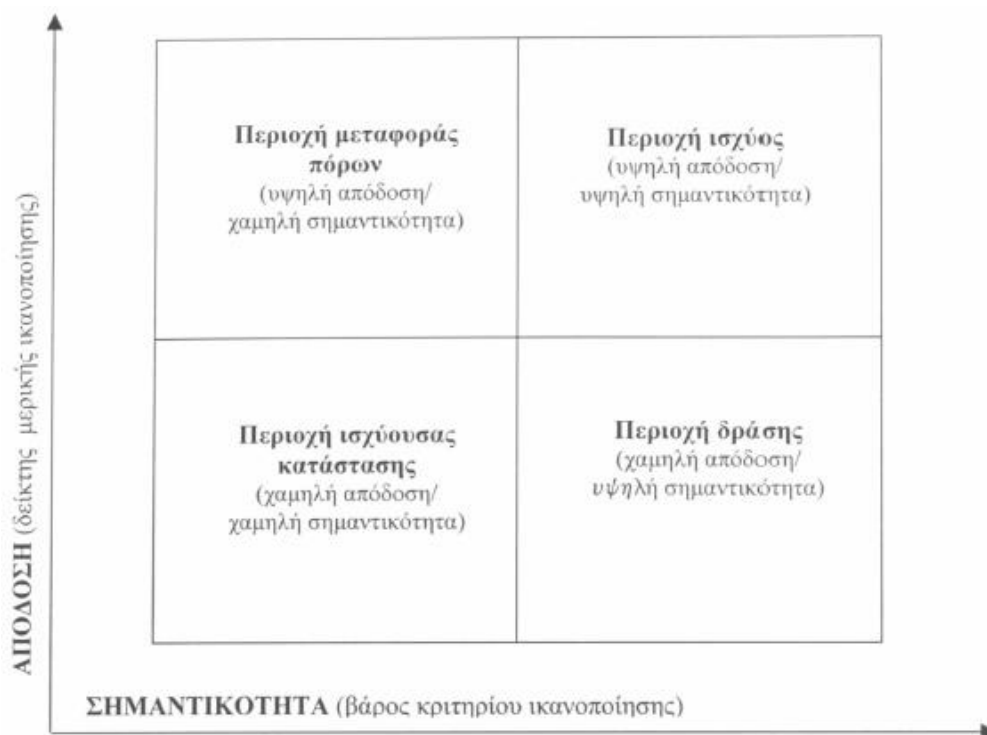 Περιοχή μεταφοράς
πόρων
(υψηλή απόδοση/
χαμηλή σημαντικότητα)
Περιοχή ισχύος
(υψηλή απόδοση/
υψηλή σημαντικότητα)
Περιοχή ισχύουσας
κατάστασης
(χαμηλή απόδοση/
χαμηλή σημαντικότητα)
Περιοχή δράσης
(χαμηλή απόδοση/
υψηλή σημαντικότητα)
ΑΠΟΔΟΣΗ (δείκτης μερικής ικανοποίησης)
ΣΗΜΑΝΤΙΚΟΤΗΤΑ (βάρος κριτηρίου ικανοποίησης)